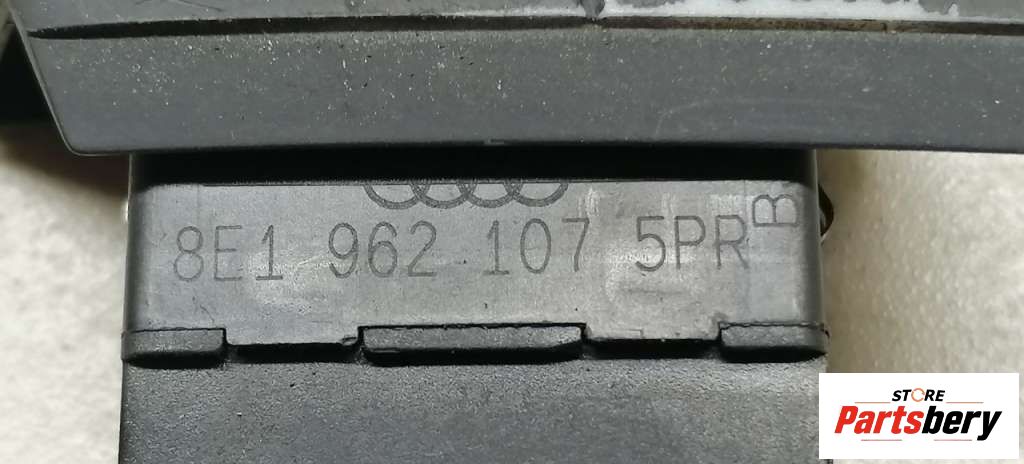 8E1 962 107 5PR B
STORE
Partsbery